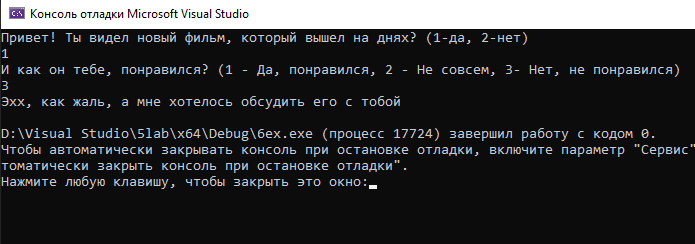 Консоль отладки Microsoft Visual Studio
Привет! Ты видел новый фильм, который вышел на днях? (1-да, 2-нет)
1
И как он тебе, понравился? (1 - Да, понравился, 2 - Не совсем, 3- Нет, не понравился)
3
Эхх, как жаль, а мне хотелось обсудить его с тобой
D:\Visual Studio\5lab\x64\Debug\6ex.exe (процесс 17724) завершил работу с кодом 0.
Чтобы автоматически закрывать консоль при остановке отладки, включите параметр "Сервис"
томатически закрыть консоль при остановке отладки".
Нажмите любую клавишу, чтобы закрыть это окно: